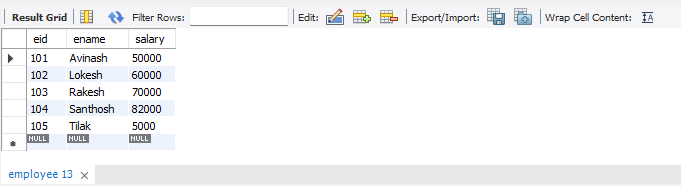 Result Grid Filter Rows: Edit: Export/Import: Wrap Cell Content: IA
eid ename salary
101 Avinash 50000
102 Lokesh 60000
103 Rakesh 70000
104 Santhosh 82000
105 Tilak 5000
NULL NULL NULL
employee 13